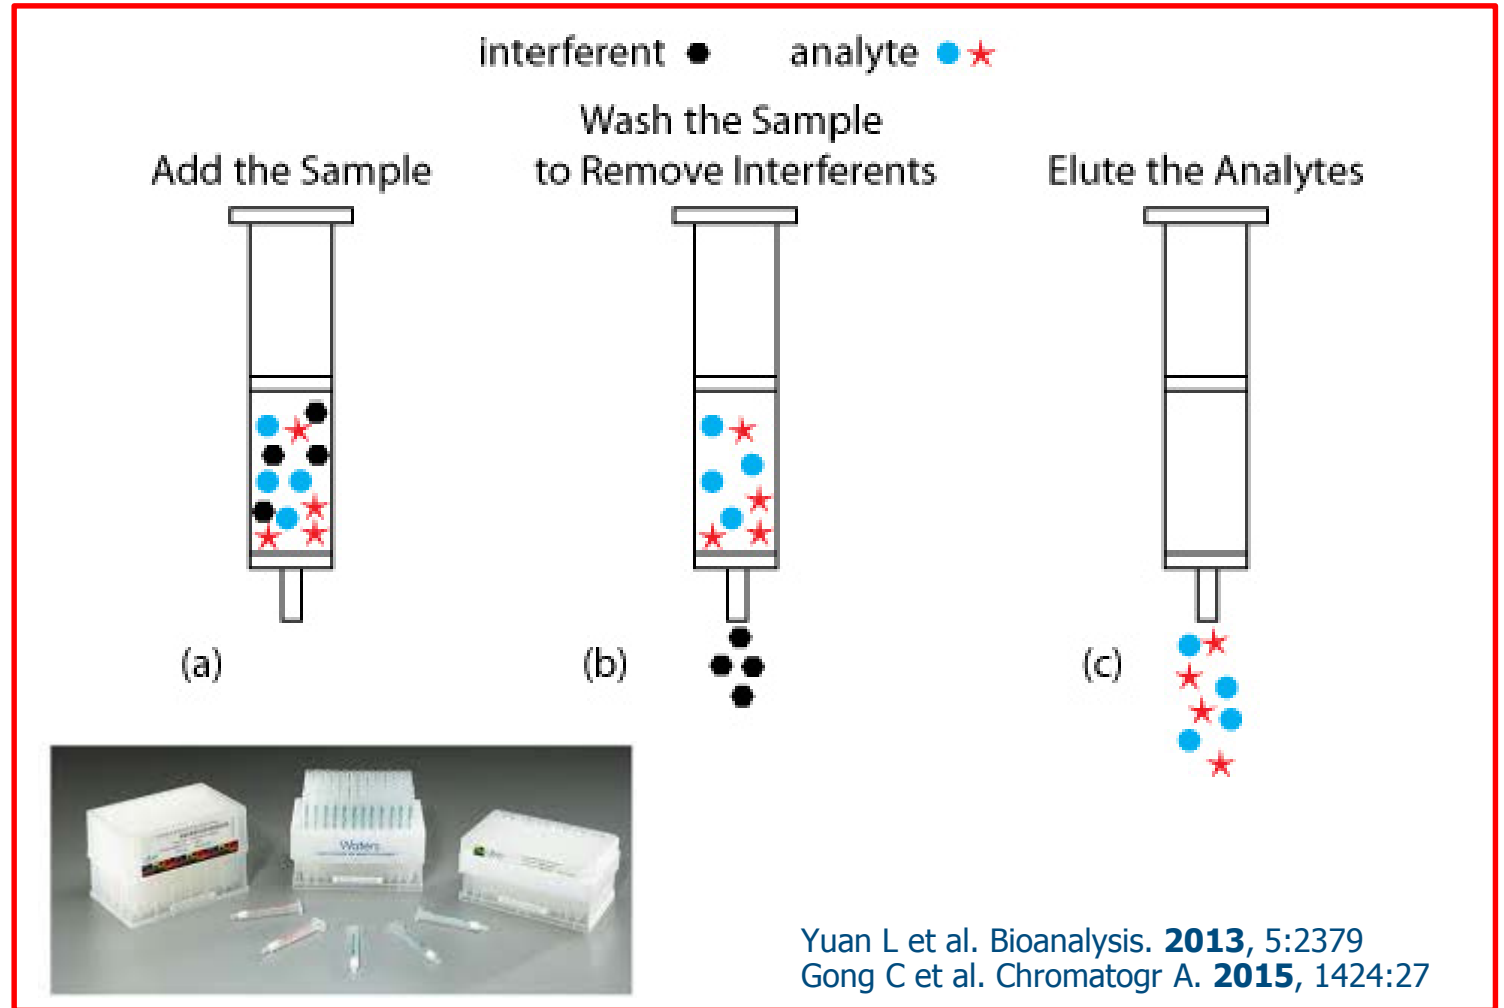 interferent analyte
Wash the Sample
Add the Sample to Remove Interferents Elute the Analytes
(a) (b) (c)
Waters
Yuan L et al. Bioanalysis. 2013, 5:2379
Gong C et al. Chromatogr A. 2015, 1424:27